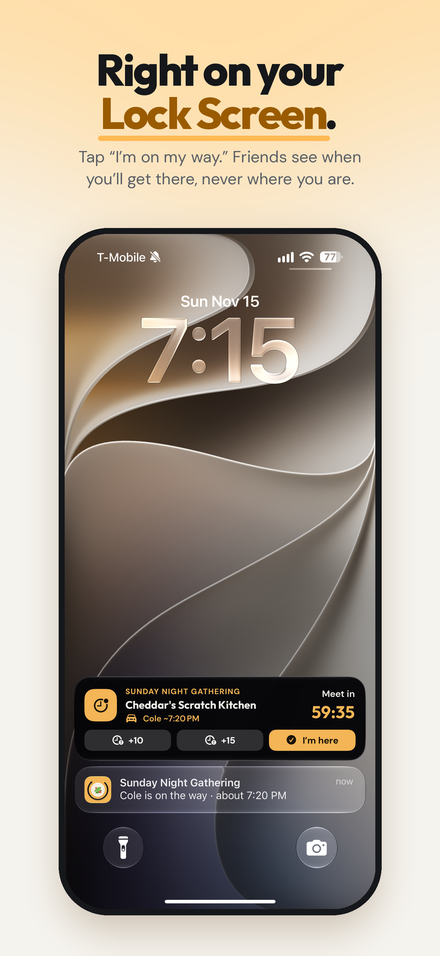 Right on your
Lock Screen.
Tap “I’m on my way.” Friends see when
you’ll get there, never where you are.
T-Mobile
77
Sun Nov 15
7:15
SUNDAY NIGHT GATHERING
Meet in
Cheddar's Scratch Kitchen
59:35
Cole ~7:20 PM
+10
+15
I'm here
Sunday Night Gathering
now
Cole is on the way · about 7:20 PM